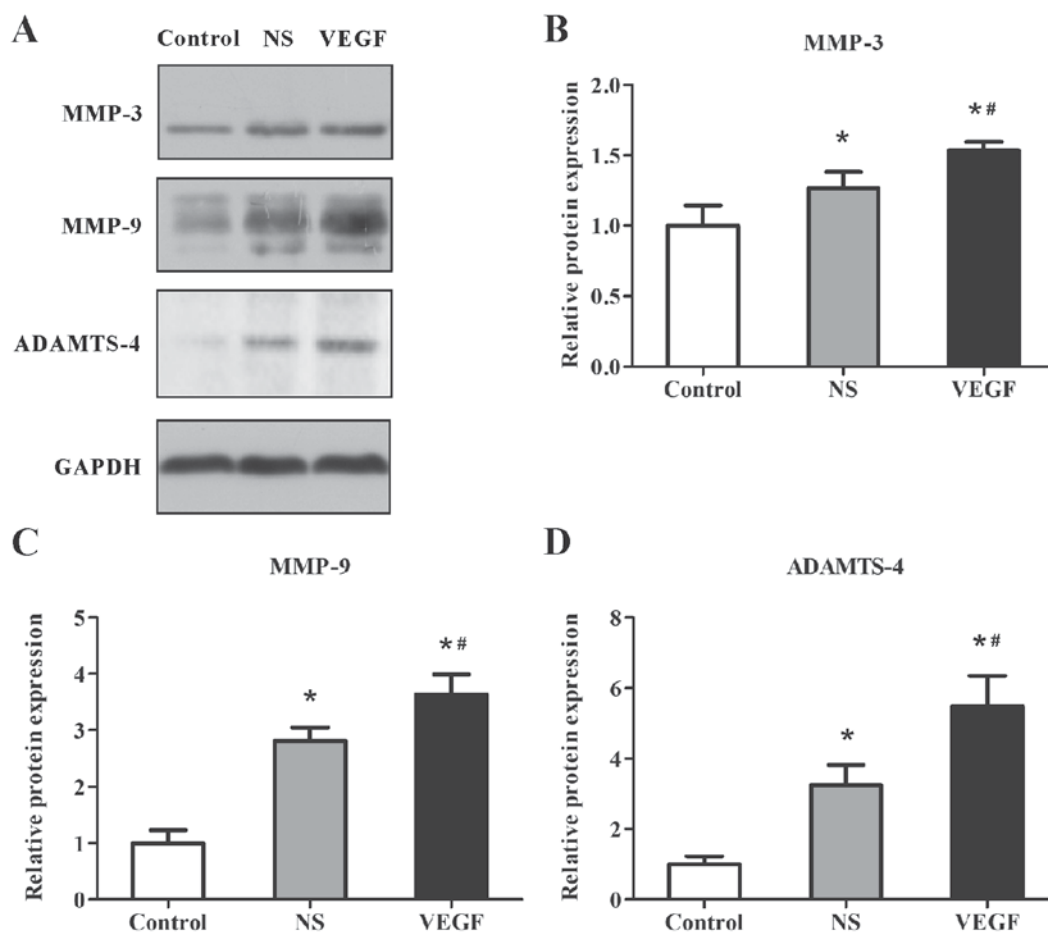 A
Control NS VEGF
MMP-3
MMP-9
ADAMTS-4
GAPDH
B
MMP-3
Relative protein expression
2.0
1.5
1.0
0.5
0.0
*
*#
Control NS VEGF
C
MMP-9
Relative protein expression
5
4
3
2
1
0
*
*#
Control NS VEGF
D
ADAMTS-4
Relative protein expression
8
6
4
2
0
*
*#
Control NS VEGF